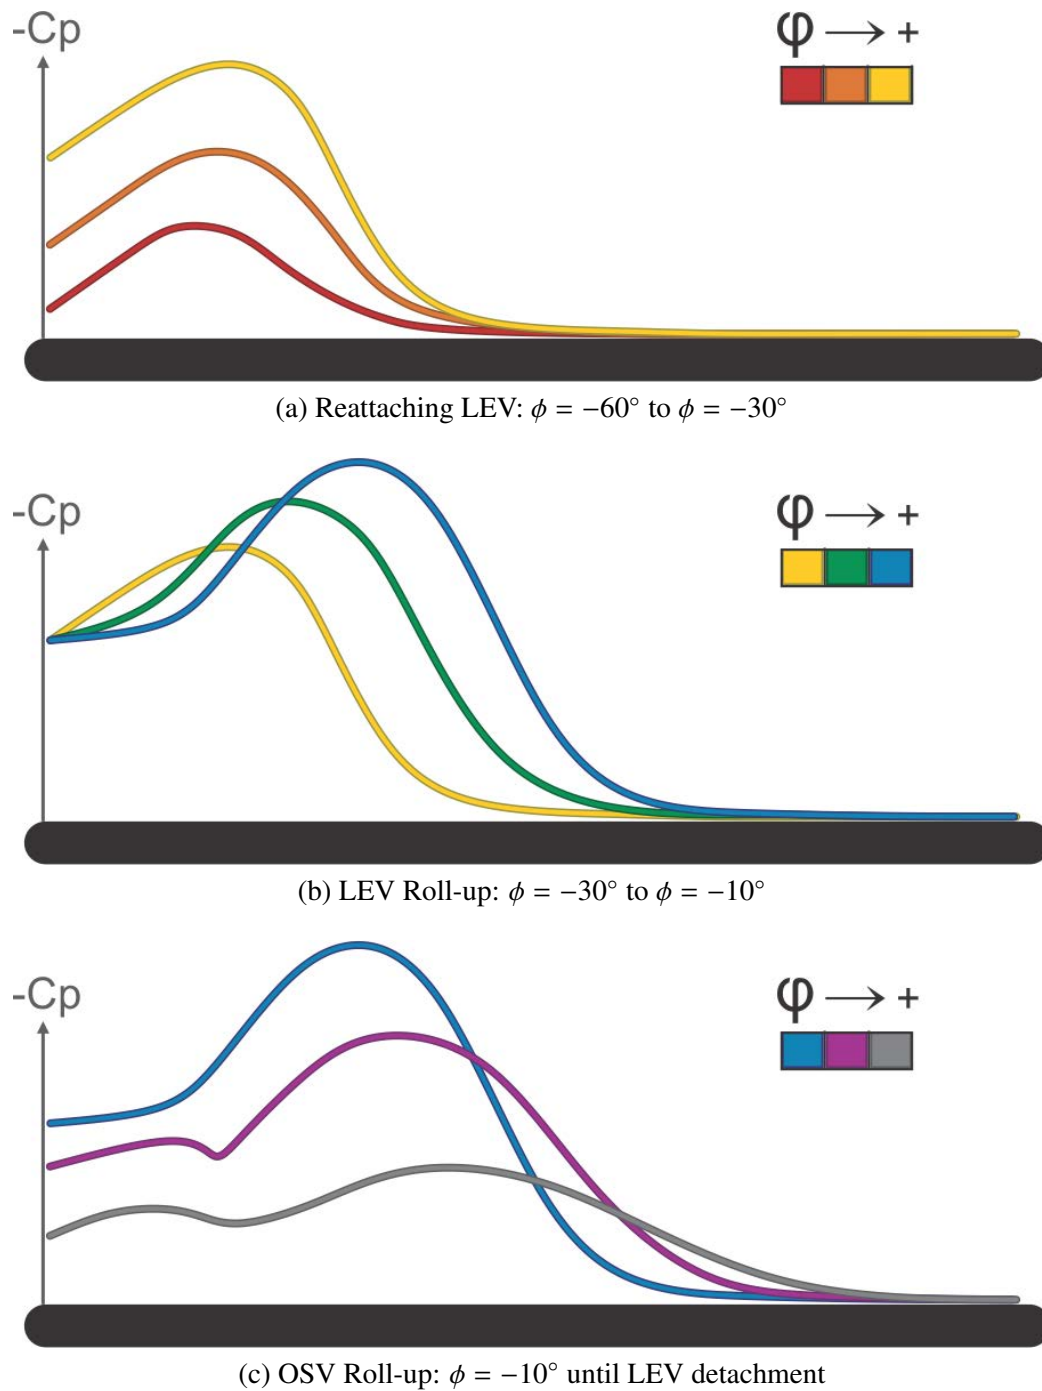 -Cp
φ → +
(a) Reattaching LEV: ϕ = −60° to ϕ = −30°
-Cp
φ → +
(b) LEV Roll-up: ϕ = −30° to ϕ = −10°
-Cp
φ → +
(c) OSV Roll-up: ϕ = −10° until LEV detachment